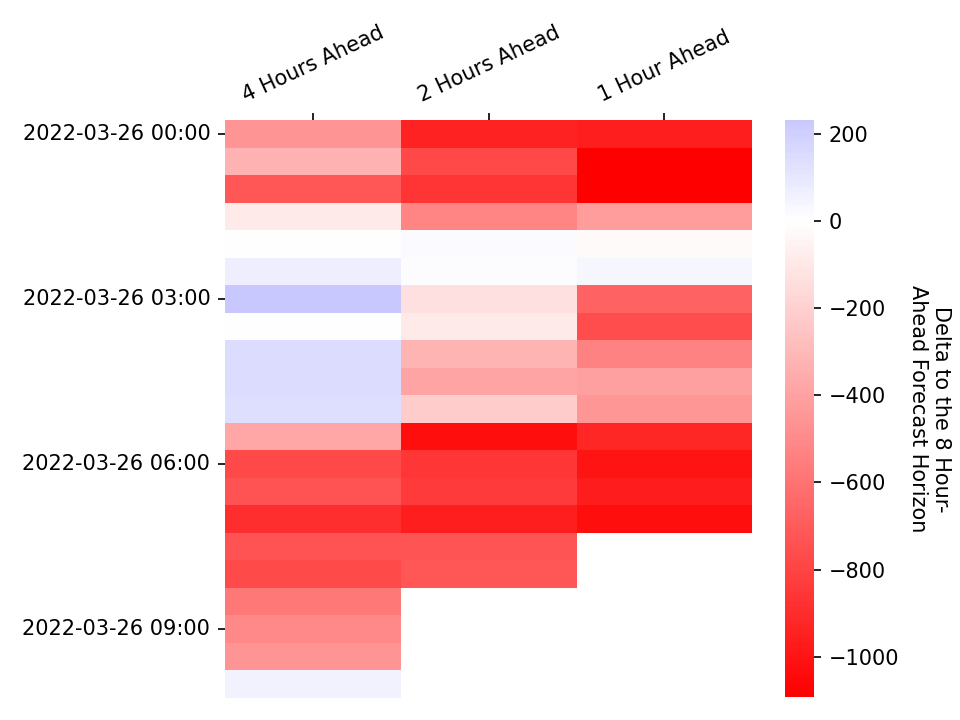 4 Hours Ahead
2 Hours Ahead
1 Hour Ahead
2022-03-26 00:00
2022-03-26 03:00
2022-03-26 06:00
2022-03-26 09:00
200
0
−200
−400
−600
−800
−1000
Delta to the 8 Hour-
Ahead Forecast Horizon